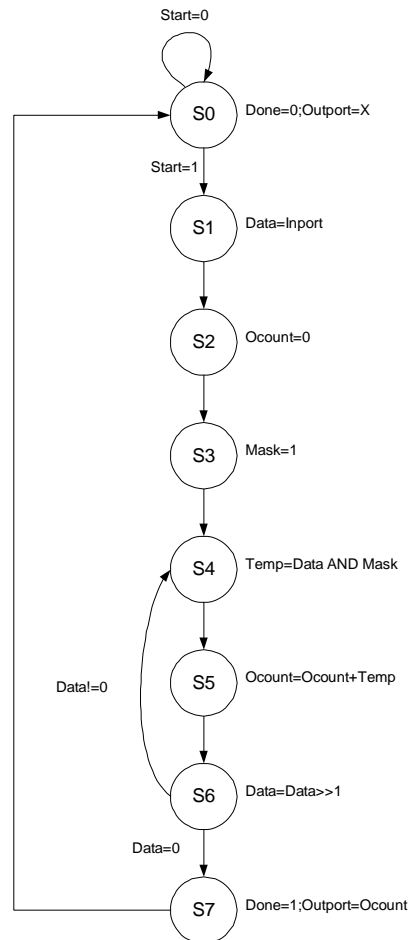 Start=0
S0
Done=0;Outport=X
Start=1
S1
Data=Inport
S2
Ocount=0
S3
Mask=1
S4
Temp=Data AND Mask
S5
Ocount=Ocount+Temp
Data!=0
S6
Data=Data>>1
Data=0
S7
Done=1;Outport=Ocount